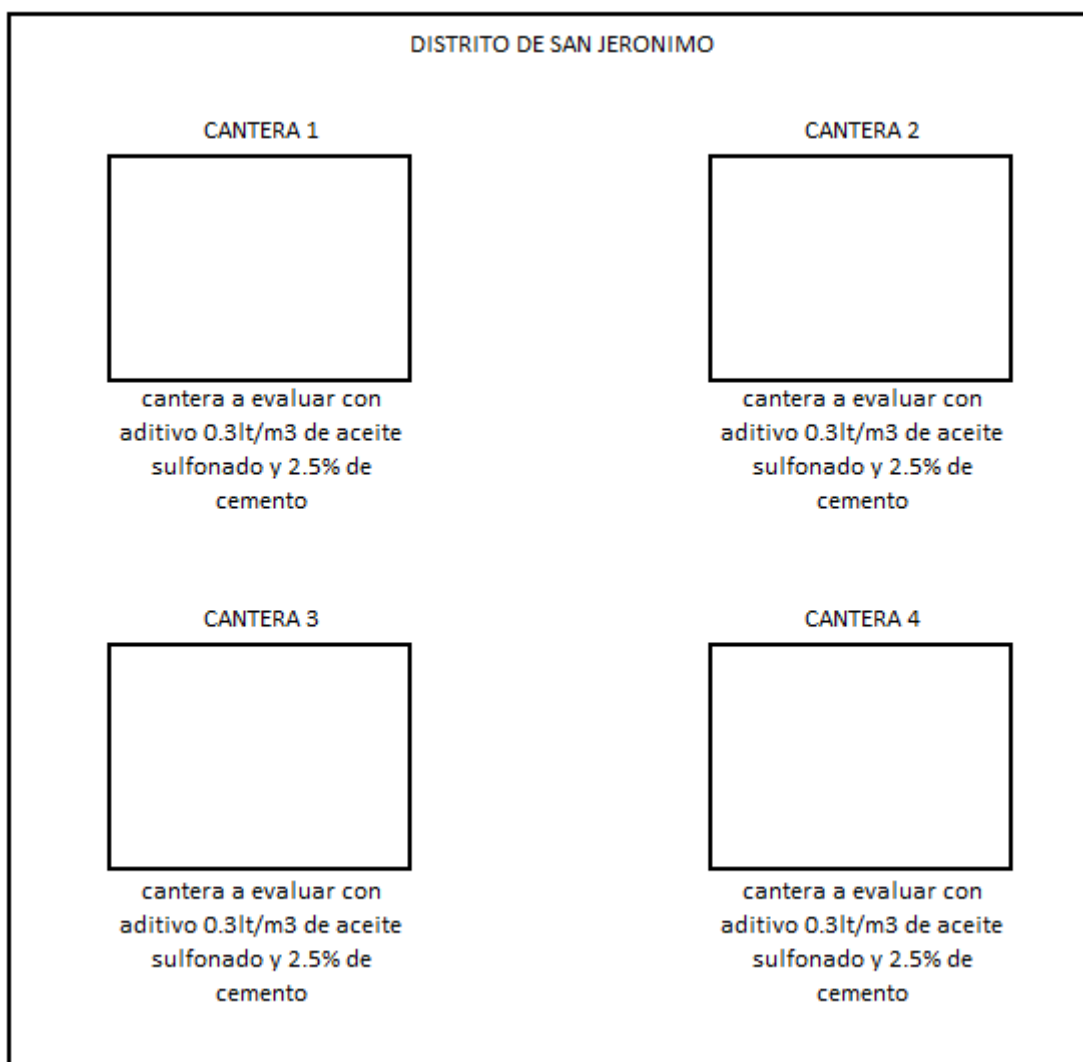 DISTRITO DE SAN JERONIMO
CANTERA 1
CANTERA 2
cantera a evaluar con
aditivo 0.3lt/m3 de aceite
sulfonado y 2.5% de
cemento
cantera a evaluar con
aditivo 0.3lt/m3 de aceite
sulfonado y 2.5% de
cemento
CANTERA 3
CANTERA 4
cantera a evaluar con
aditivo 0.3lt/m3 de aceite
sulfonado y 2.5% de
cemento
cantera a evaluar con
aditivo 0.3lt/m3 de aceite
sulfonado y 2.5% de
cemento